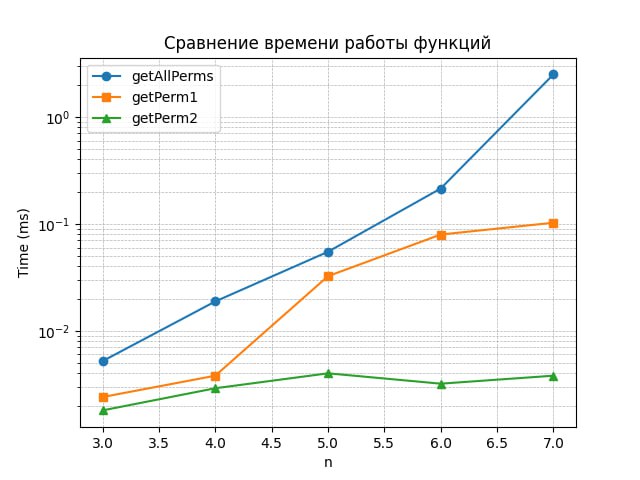 Сравнение времени работы функций
getAllPerms
getPerm1
getPerm2
Time (ms)
10⁰
10⁻¹
10⁻²
3.0 3.5 4.0 4.5 5.0 5.5 6.0 6.5 7.0
n